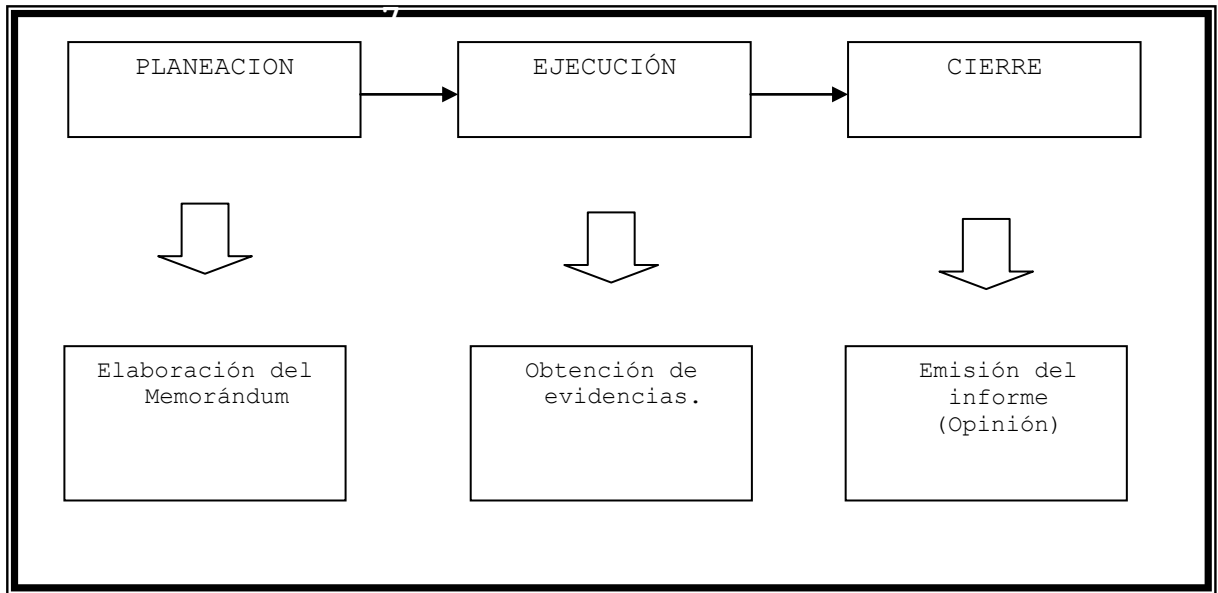 PLANEACION
EJECUCIÓN
CIERRE
Elaboración del
Memorándum
Obtención de
evidencias.
Emisión del
informe
(Opinión)